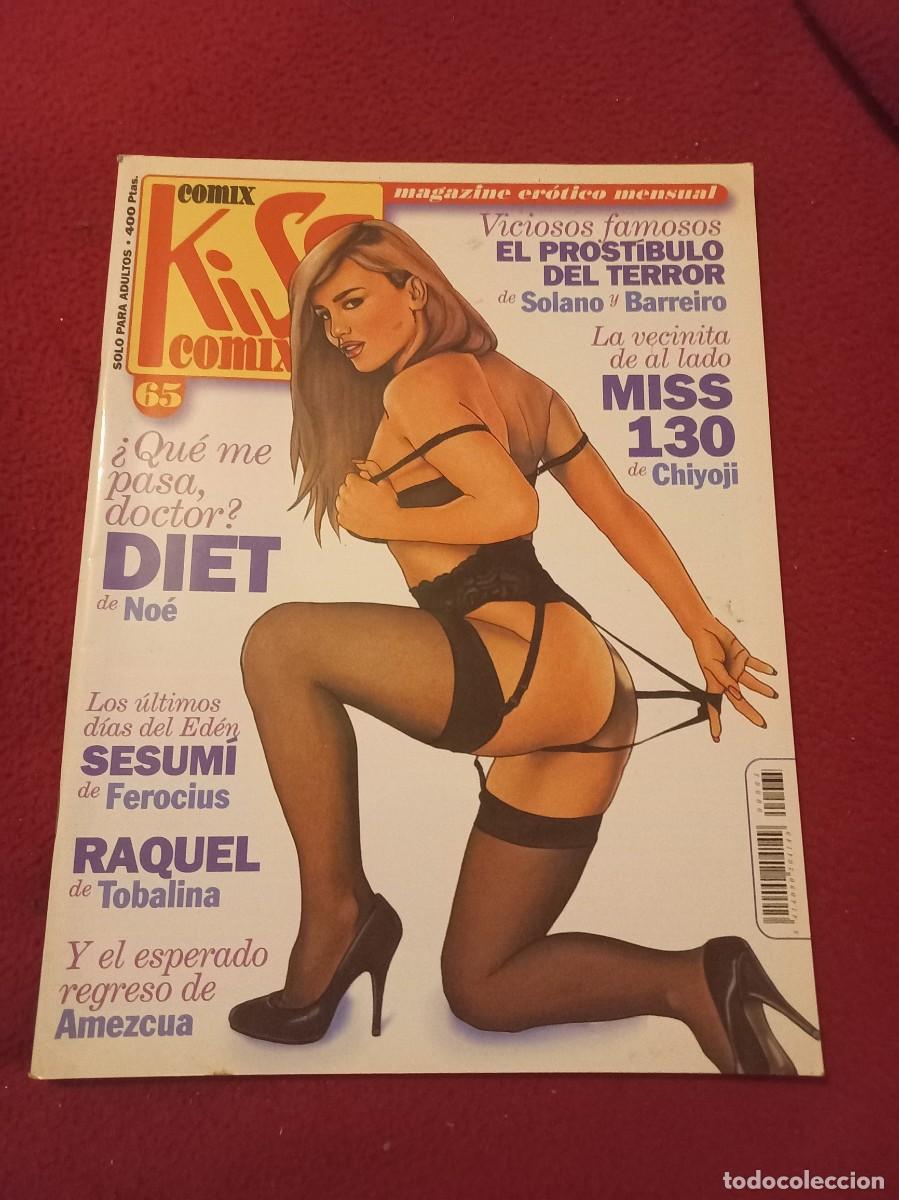 SOLO PARA ADULTOS · 400 Ptas.
comix
Kiss
comix
65
magazine erótico mensual
Viciosos famosos
EL PROSTÍBULO
DEL TERROR
de Solano y Barreiro
La vecinita
de al lado
MISS
130
de Chiyoji
¿Qué me
pasa,
doctor?
DIET
de Noé
Los últimos
días del Edén
SESUMÍ
de Ferocius
RAQUEL
de Tobalina
Y el esperado
regreso de
Amezcua
todocoleccion